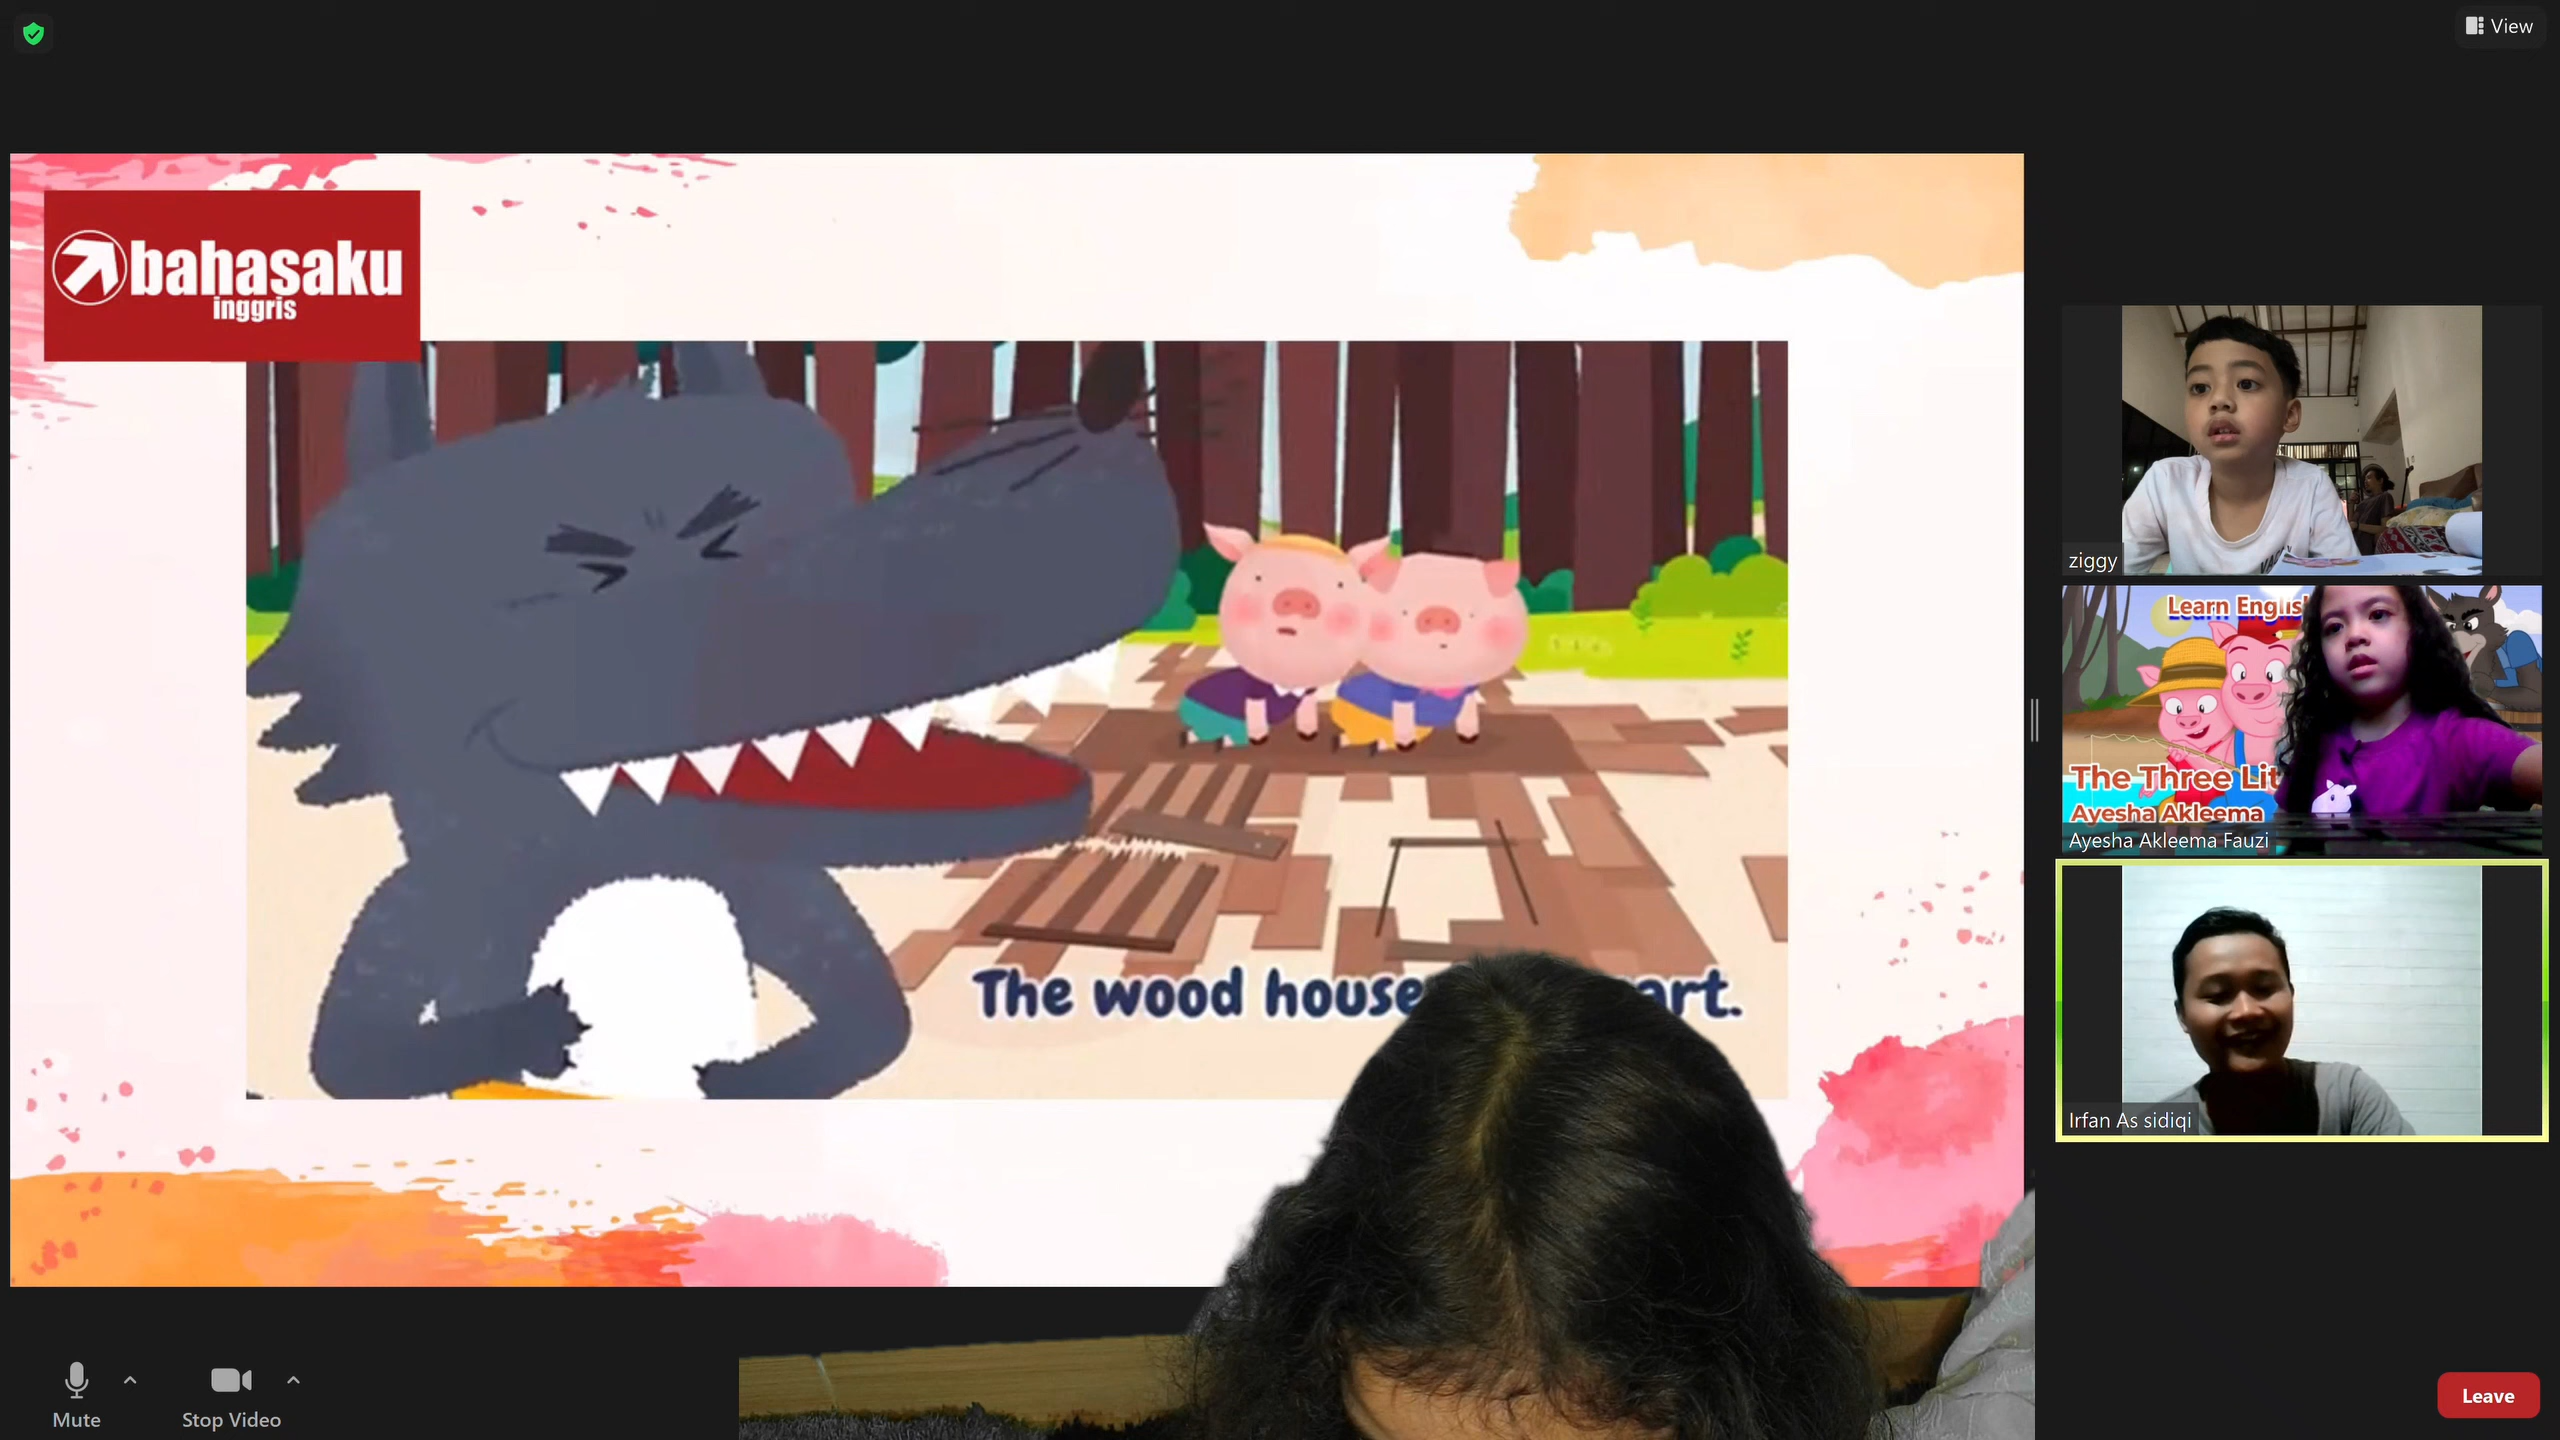 View
bahasaku
inggris
The wood house art.
ziggy
Learn Englis
The Three Lit
Ayesha Akleema
Ayesha Akleema Fauzi
Irfan As sidiqi
Mute
Stop Video
Leave